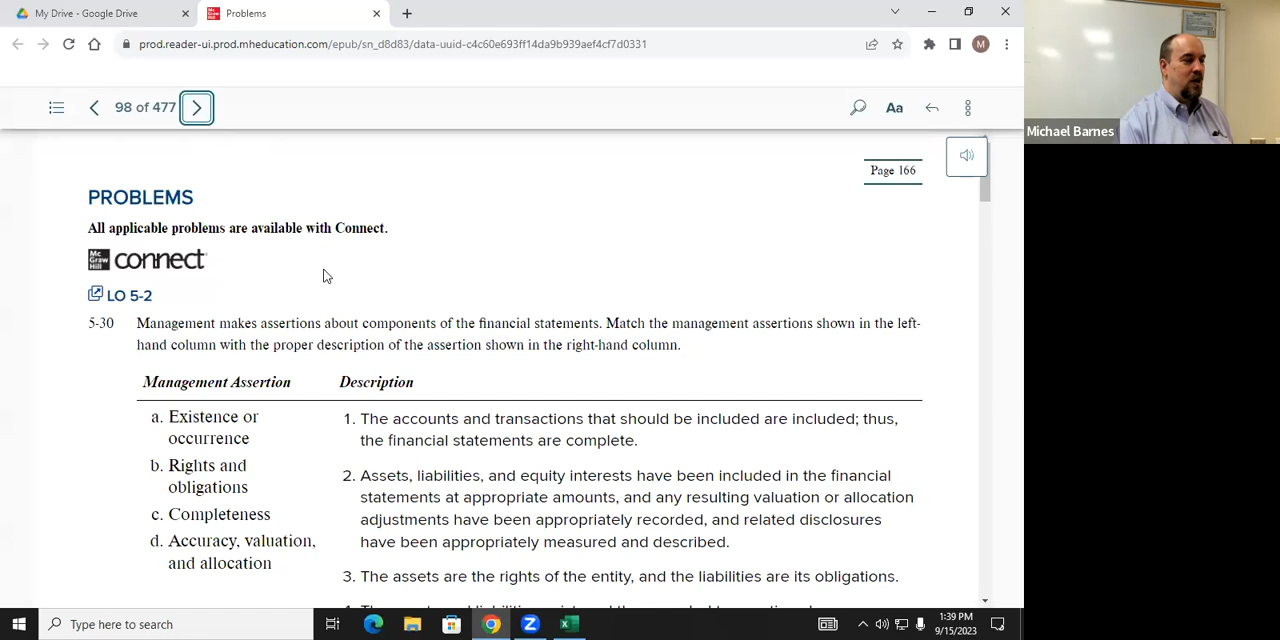 My Drive - Google Drive
Problems
prod.reader-ui.prod.mheducation.com/epub/sn_d8d83/data-uuid-c4c60e693ff14da9b939aef4cf7d0331
M
98 of 477
Aa
Michael Barnes
Page 166
PROBLEMS
All applicable problems are available with Connect.
Mc Graw Hill connect
LO 5-2
5-30 Management makes assertions about components of the financial statements. Match the management assertions shown in the left-
hand column with the proper description of the assertion shown in the right-hand column.
Management Assertion Description
a. Existence or
occurrence
b. Rights and
obligations
c. Completeness
d. Accuracy, valuation,
and allocation
1. The accounts and transactions that should be included are included; thus,
the financial statements are complete.
2. Assets, liabilities, and equity interests have been included in the financial
statements at appropriate amounts, and any resulting valuation or allocation
adjustments have been appropriately recorded, and related disclosures
have been appropriately measured and described.
3. The assets are the rights of the entity, and the liabilities are its obligations.
Type here to search
1:39 PM
9/15/2023